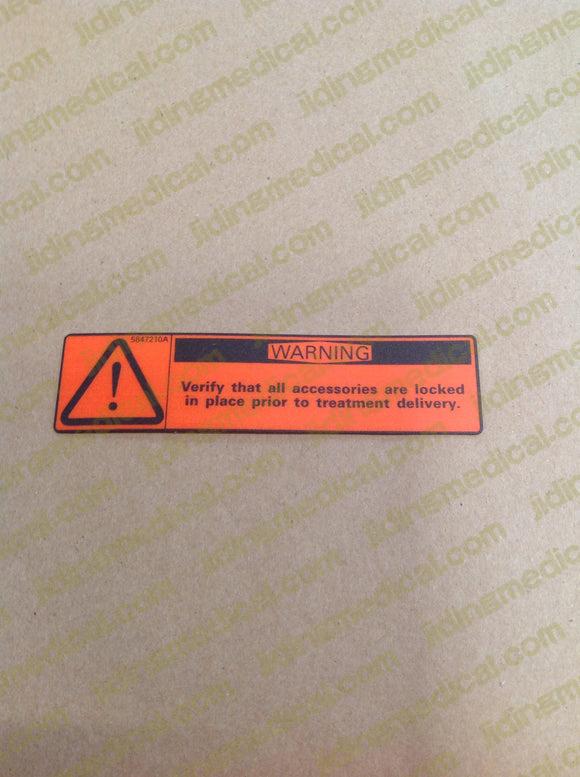 5847210A
WARNING
Verify that all accessories are locked
in place prior to treatment delivery.
jidingmedical.com